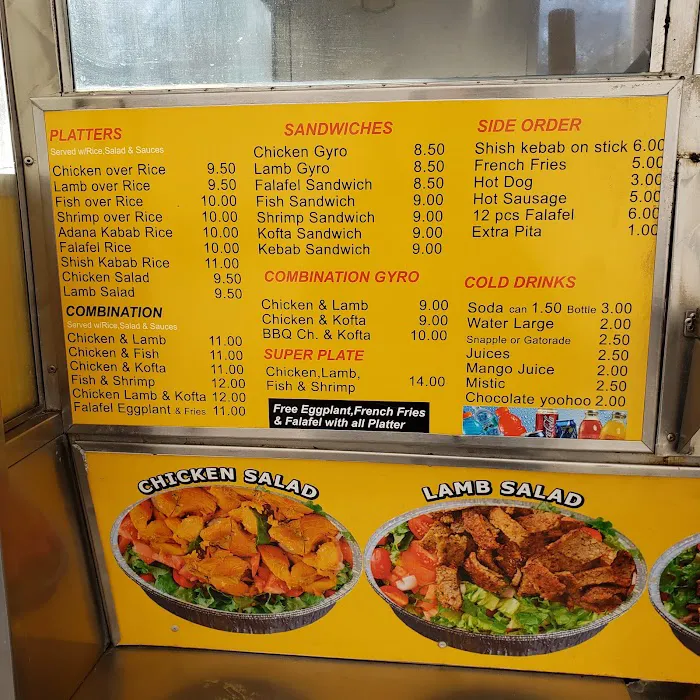 PLATTERS
Served w/Rice,Salad & Sauces
Chicken over Rice 9.50
Lamb over Rice 9.50
Fish over Rice 10.00
Shrimp over Rice 10.00
Adana Kabab Rice 10.00
Falafel Rice 10.00
Shish Kabab Rice 11.00
Chicken Salad 9.50
Lamb Salad 9.50
COMBINATION
Served w/Rice,Salad & Sauces
Chicken & Lamb 11.00
Chicken & Fish 11.00
Chicken & Kofta 11.00
Fish & Shrimp 12.00
Chicken Lamb & Kofta 12.00
Falafel Eggplant & Fries 11.00
SANDWICHES
Chicken Gyro 8.50
Lamb Gyro 8.50
Falafel Sandwich 8.50
Fish Sandwich 9.00
Shrimp Sandwich 9.00
Kofta Sandwich 9.00
Kebab Sandwich 9.00
COMBINATION GYRO
Chicken & Lamb 9.00
Chicken & Kofta 9.00
BBQ Ch. & Kofta 10.00
SUPER PLATE
Chicken,Lamb,
Fish & Shrimp 14.00
Free Eggplant,French Fries
& Falafel with all Platter
SIDE ORDER
Shish kebab on stick 6.00
French Fries 5.00
Hot Dog 3.00
Hot Sausage 5.00
12 pcs Falafel 6.00
Extra Pita 1.00
COLD DRINKS
Soda can 1.50 Bottle 3.00
Water Large 2.00
Snapple or Gatorade 2.50
Juices 2.50
Mango Juice 2.00
Mistic 2.50
Chocolate yoohoo 2.00
CHICKEN SALAD
LAMB SALAD